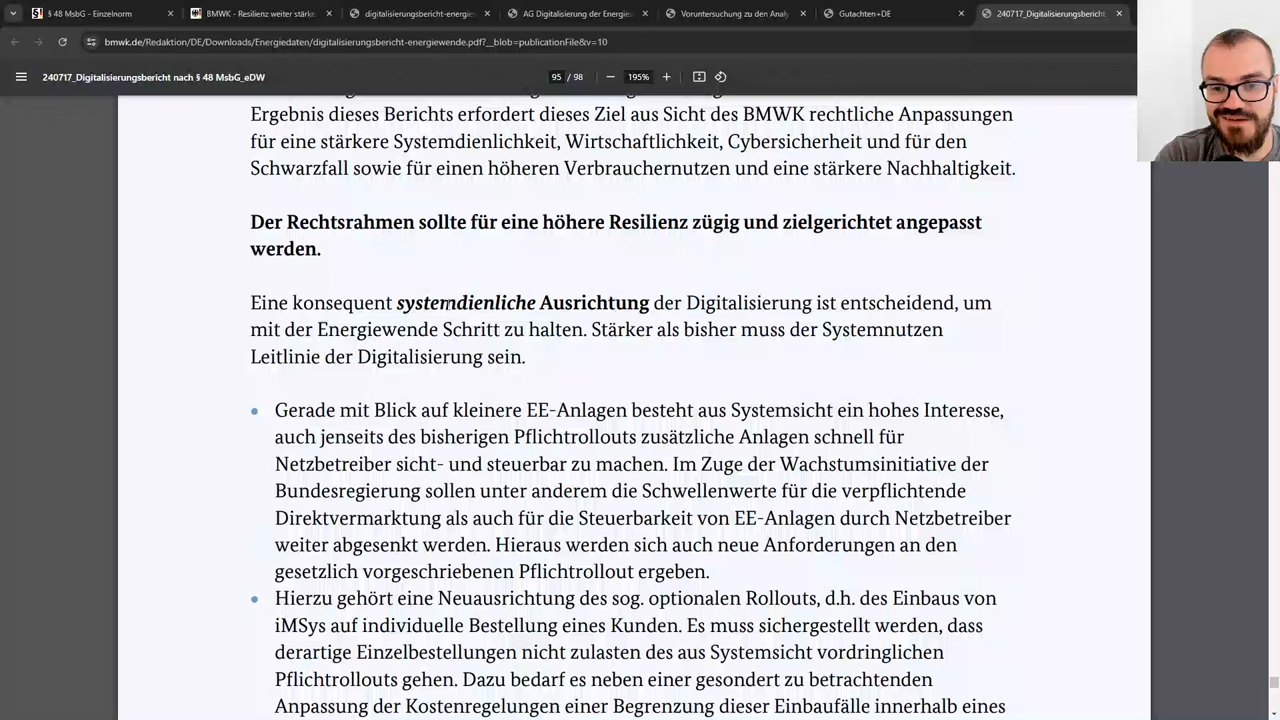 § 48 MsbG - Einzelnorm
BMWK - Resilienz weiter stärke
digitalisierungsbericht-energie
AG Digitalisierung der Energie
Voruntersuchung zu den Analy
Gutachten+DE
240717_Digitalisierungsbericht
bmwk.de/Redaktion/DE/Downloads/Energiedaten/digitalisierungsbericht-energiewende.pdf?__blob=publicationFile&v=10
240717_Digitalisierungsbericht nach § 48 MsbG_eDW
95 / 98
195%
Ergebnis dieses Berichts erfordert dieses Ziel aus Sicht des BMWK rechtliche Anpassungen
für eine stärkere Systemdienlichkeit, Wirtschaftlichkeit, Cybersicherheit und für den
Schwarzfall sowie für einen höheren Verbrauchernutzen und eine stärkere Nachhaltigkeit.
Der Rechtsrahmen sollte für eine höhere Resilienz zügig und zielgerichtet angepasst
werden.
Eine konsequent systemdienliche Ausrichtung der Digitalisierung ist entscheidend, um
mit der Energiewende Schritt zu halten. Stärker als bisher muss der Systemnutzen
Leitlinie der Digitalisierung sein.
• Gerade mit Blick auf kleinere EE-Anlagen besteht aus Systemsicht ein hohes Interesse,
auch jenseits des bisherigen Pflichtrollouts zusätzliche Anlagen schnell für
Netzbetreiber sicht- und steuerbar zu machen. Im Zuge der Wachstumsinitiative der
Bundesregierung sollen unter anderem die Schwellenwerte für die verpflichtende
Direktvermarktung als auch für die Steuerbarkeit von EE-Anlagen durch Netzbetreiber
weiter abgesenkt werden. Hieraus werden sich auch neue Anforderungen an den
gesetzlich vorgeschriebenen Pflichtrollout ergeben.
• Hierzu gehört eine Neuausrichtung des sog. optionalen Rollouts, d.h. des Einbaus von
iMSys auf individuelle Bestellung eines Kunden. Es muss sichergestellt werden, dass
derartige Einzelbestellungen nicht zulasten des aus Systemsicht vordringlichen
Pflichtrollouts gehen. Dazu bedarf es neben einer gesondert zu betrachtenden
Anpassung der Kostenregelungen einer Begrenzung dieser Einbaufälle innerhalb eines